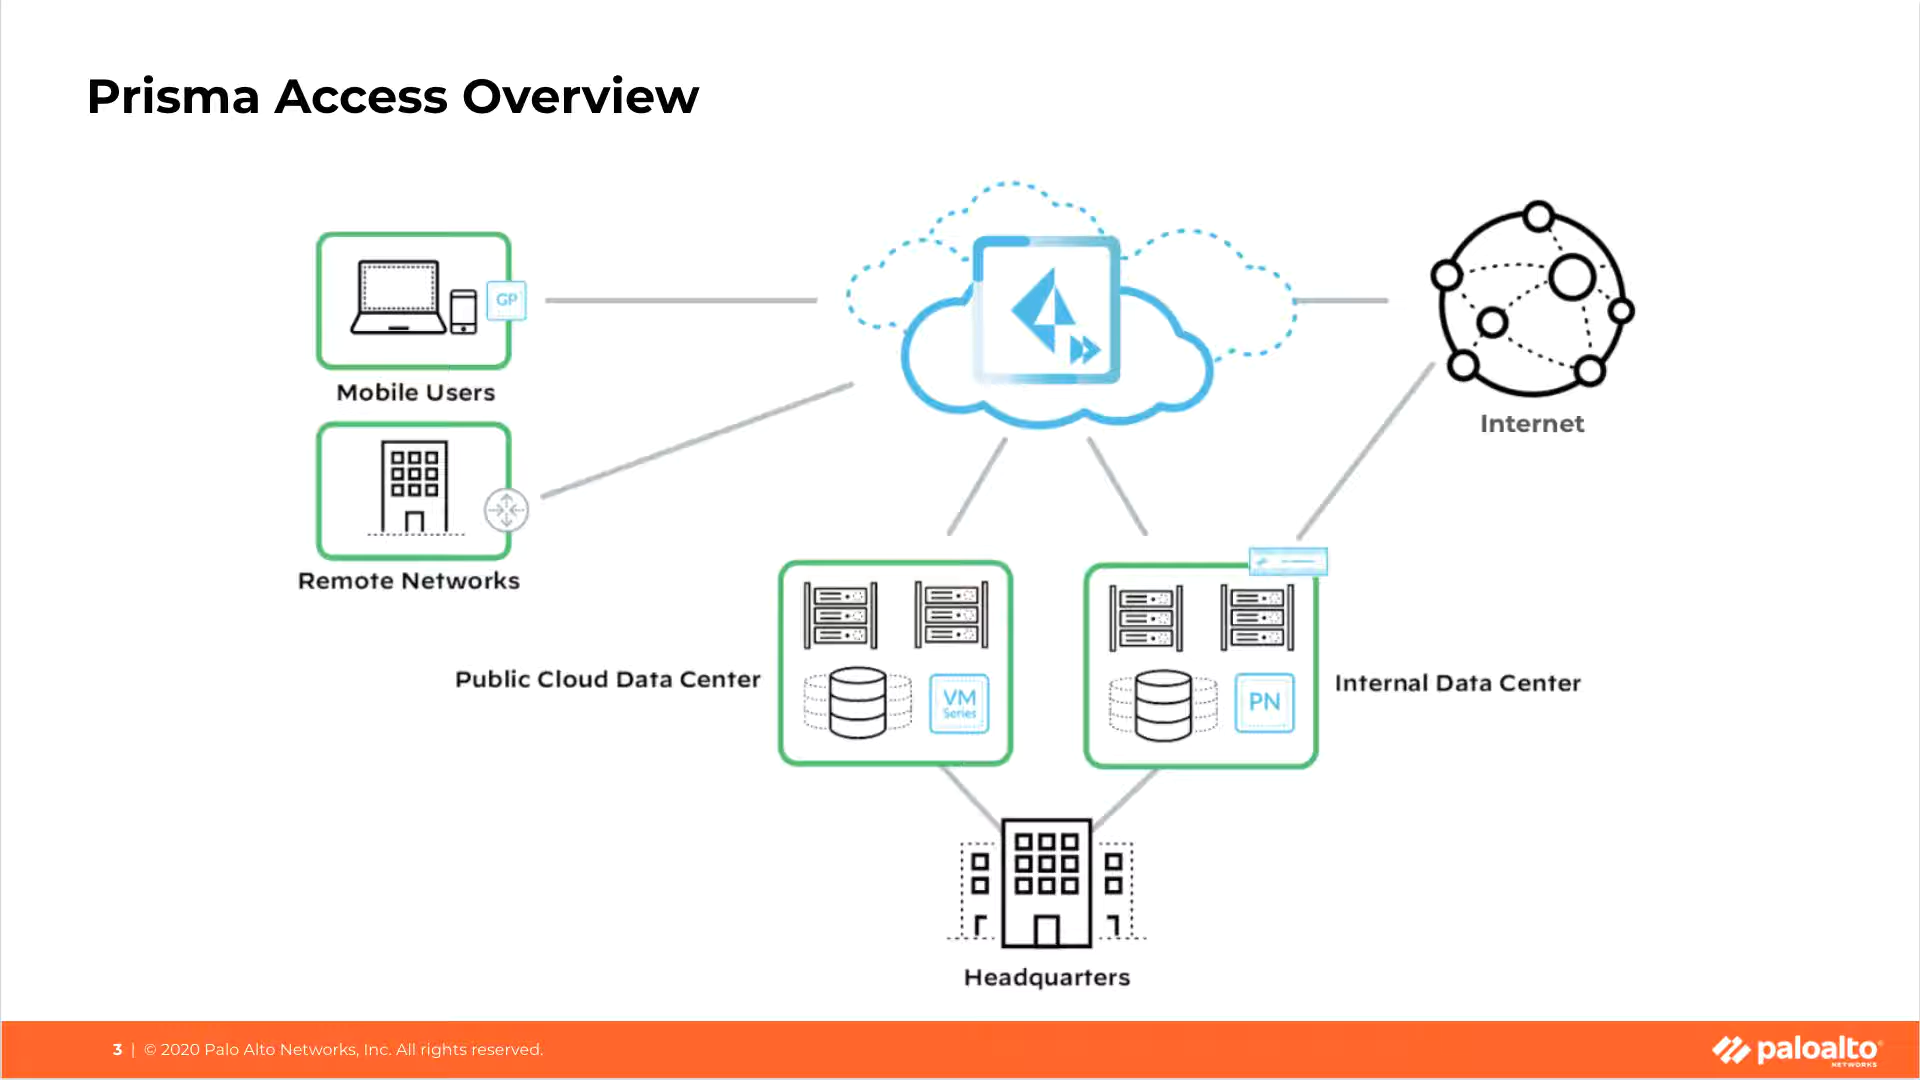 Prisma Access Overview
GP
Mobile Users
Internet
Remote Networks
Public Cloud Data Center
VM
Series
PN
Internal Data Center
Headquarters
3 | © 2020 Palo Alto Networks, Inc. All rights reserved.
paloalto®
NETWORKS